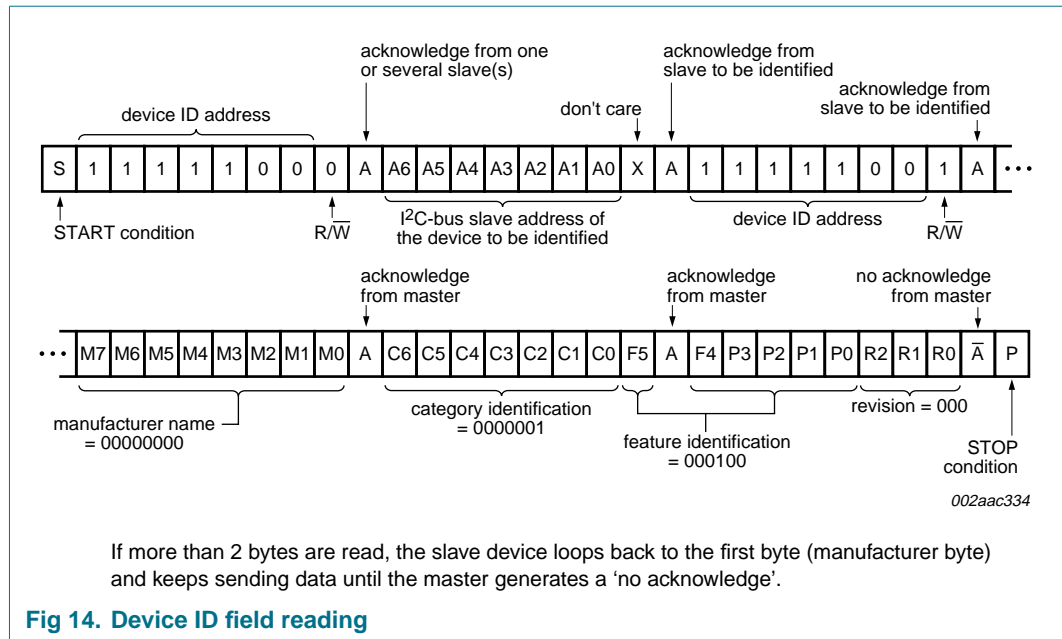 acknowledge from one
or several slave(s)
acknowledge from
slave to be identified
acknowledge from
slave to be identified
device ID address
don't care
S 1 1 1 1 1 0 0 0 A A6 A5 A4 A3 A2 A1 A0 X A 1 1 1 1 1 0 0 1 A •••
START condition
R/W̅
I²C-bus slave address of
the device to be identified
device ID address
R/W̅
acknowledge
from master
acknowledge
from master
no acknowledge
from master
••• M7 M6 M5 M4 M3 M2 M1 M0 A C6 C5 C4 C3 C2 C1 C0 F5 A F4 P3 P2 P1 P0 R2 R1 R0 A̅ P
manufacturer name
= 00000000
category identification
= 0000001
feature identification
= 000100
revision = 000
STOP
condition
002aac334
If more than 2 bytes are read, the slave device loops back to the first byte (manufacturer byte)
and keeps sending data until the master generates a ‘no acknowledge’.
Fig 14. Device ID field reading